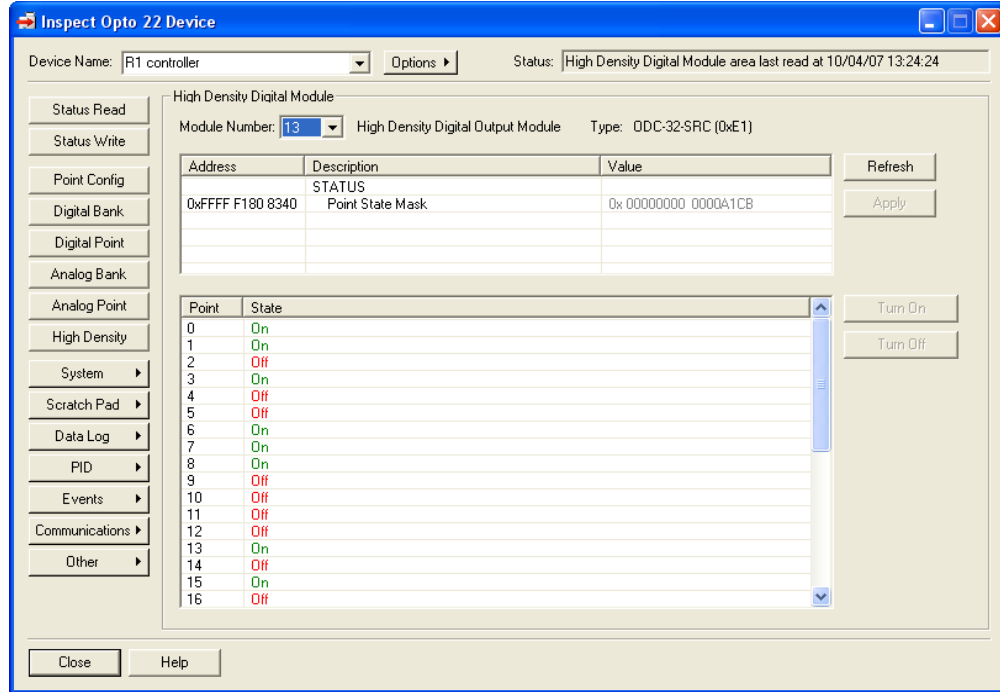 Inspect Opto 22 Device
Device Name: R1 controller Options Status: High Density Digital Module area last read at 10/04/07 13:24:24
Status Read
Status Write
Point Config
Digital Bank
Digital Point
Analog Bank
Analog Point
High Density
System
Scratch Pad
Data Log
PID
Events
Communications
Other
High Density Digital Module
Module Number: 13 High Density Digital Output Module Type: ODC-32-SRC (0xE1)
Address Description Value
STATUS
0xFFFF F180 8340 Point State Mask 0x 00000000 0000A1CB
Refresh
Apply
Point State
0 On
1 On
2 Off
3 On
4 Off
5 Off
6 On
7 On
8 On
9 Off
10 Off
11 Off
12 Off
13 On
14 Off
15 On
16 Off
Turn On
Turn Off
Close Help